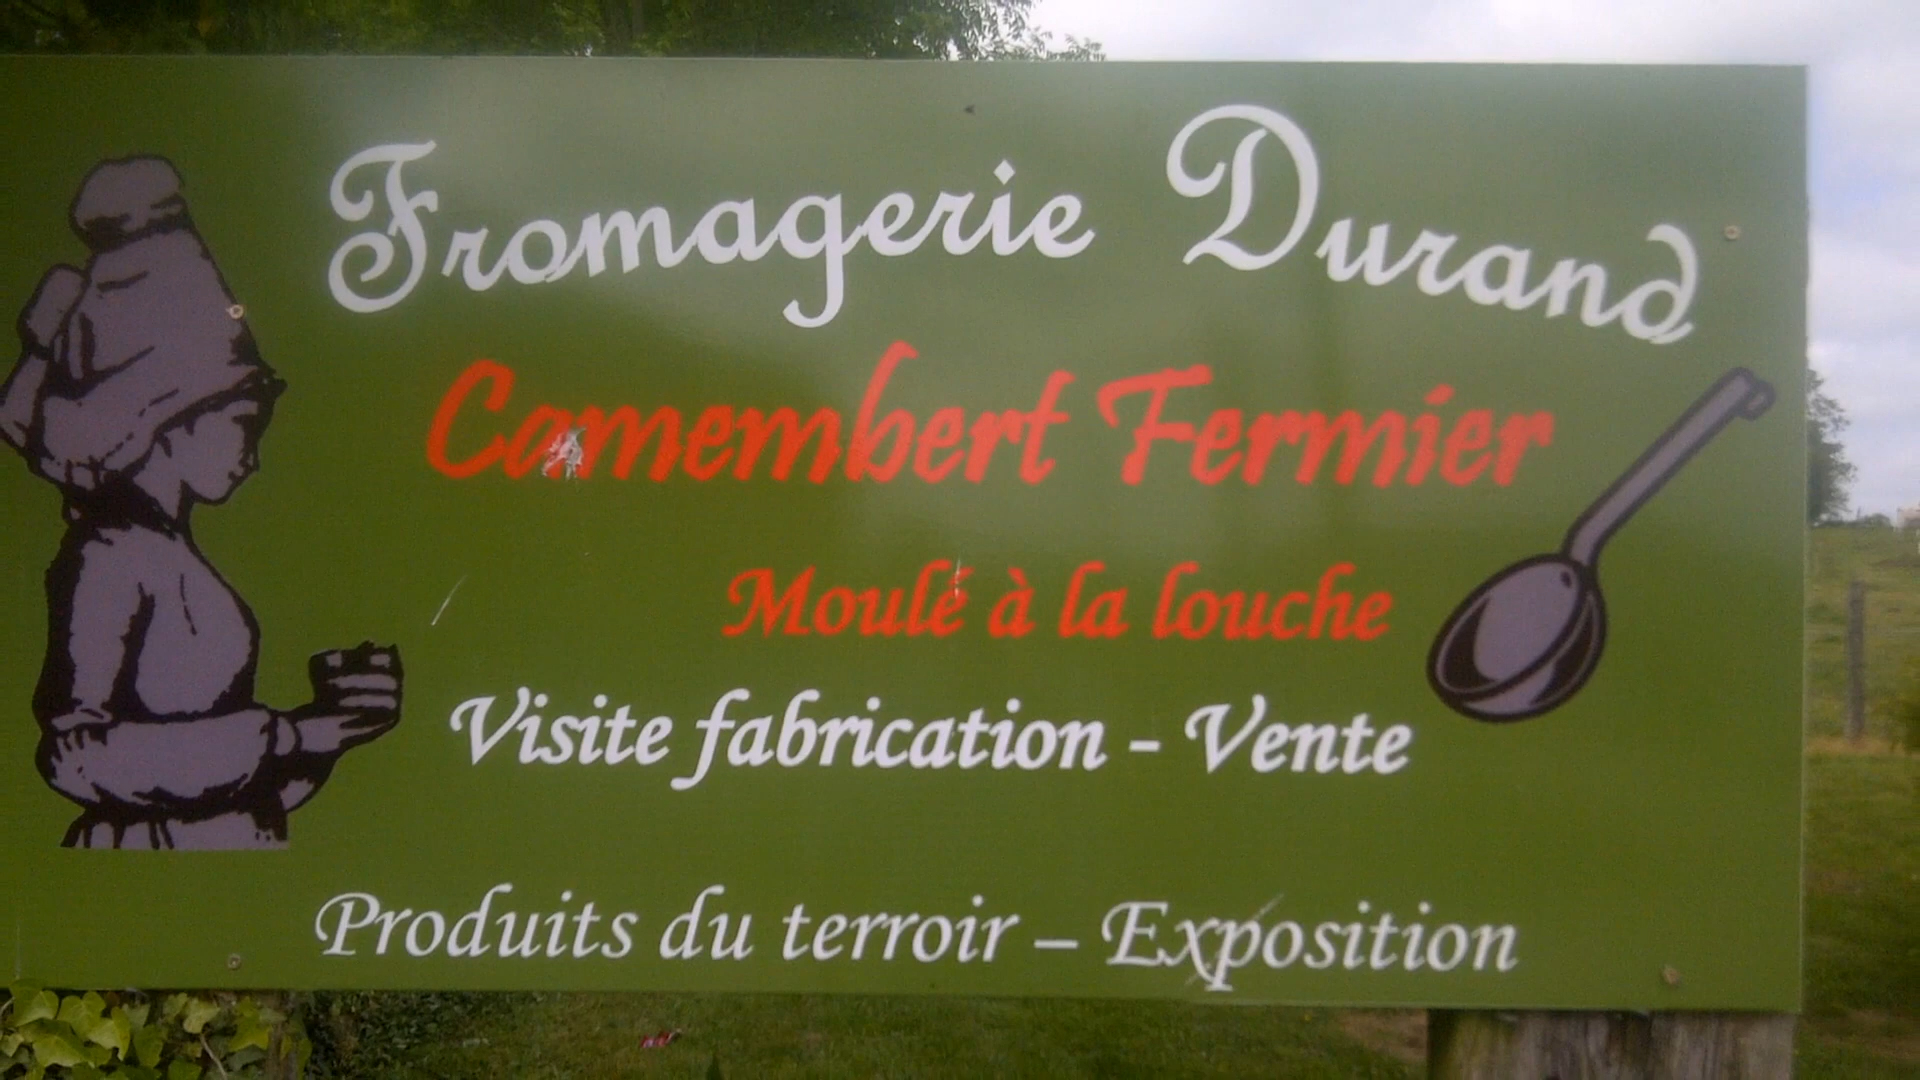 Fromagerie Durand
Camembert Fermier
Moulé à la louche
Visite fabrication - Vente
Produits du terroir – Exposition